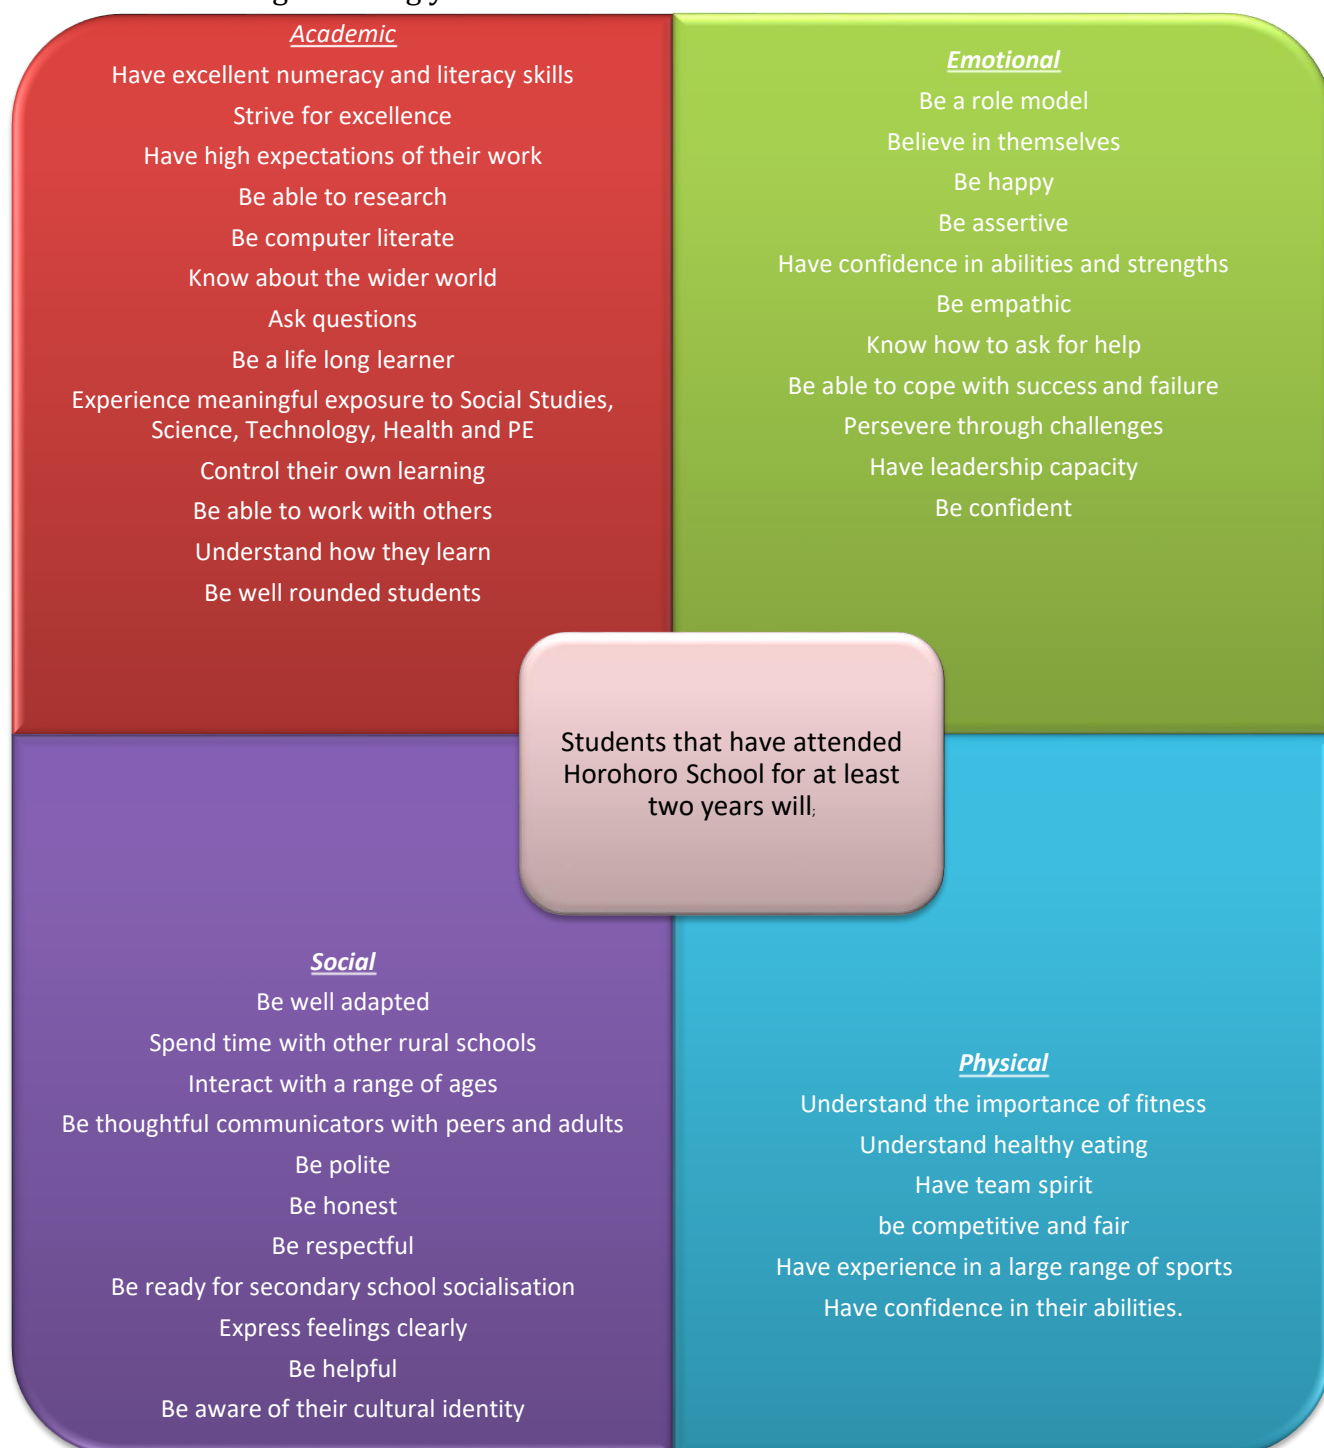 Academic
Have excellent numeracy and literacy skills
Strive for excellence
Have high expectations of their work
Be able to research
Be computer literate
Know about the wider world
Ask questions
Be a life long learner
Experience meaningful exposure to Social Studies,
Science, Technology, Health and PE
Control their own learning
Be able to work with others
Understand how they learn
Be well rounded students
Emotional
Be a role model
Believe in themselves
Be happy
Be assertive
Have confidence in abilities and strengths
Be empathic
Know how to ask for help
Be able to cope with success and failure
Persevere through challenges
Have leadership capacity
Be confident
Students that have attended
Horohoro School for at least
two years will;
Social
Be well adapted
Spend time with other rural schools
Interact with a range of ages
Be thoughtful communicators with peers and adults
Be polite
Be honest
Be respectful
Be ready for secondary school socialisation
Express feelings clearly
Be helpful
Be aware of their cultural identity
Physical
Understand the importance of fitness
Understand healthy eating
Have team spirit
be competitive and fair
Have experience in a large range of sports
Have confidence in their abilities.